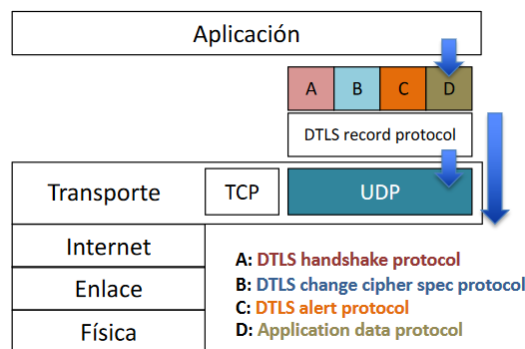 Aplicación
A B C D
DTLS record protocol
Transporte TCP UDP
Internet
Enlace
Física
A: DTLS handshake protocol
B: DTLS change cipher spec protocol
C: DTLS alert protocol
D: Application data protocol